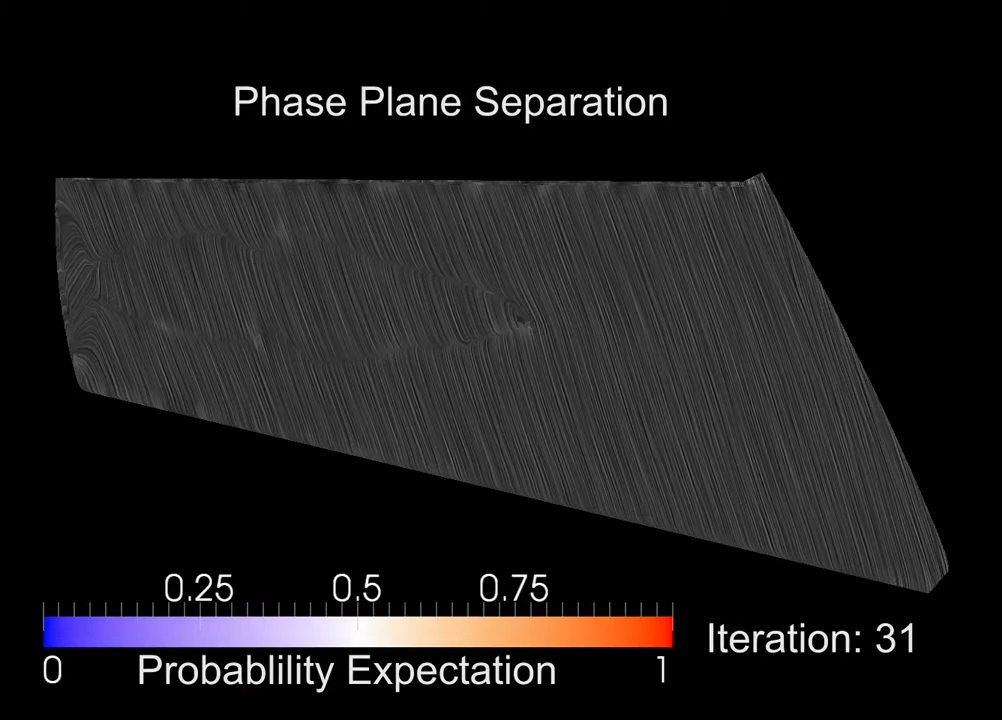 Phase Plane Separation
0.25 0.5 0.75
0 Probablility Expectation 1
Iteration: 31